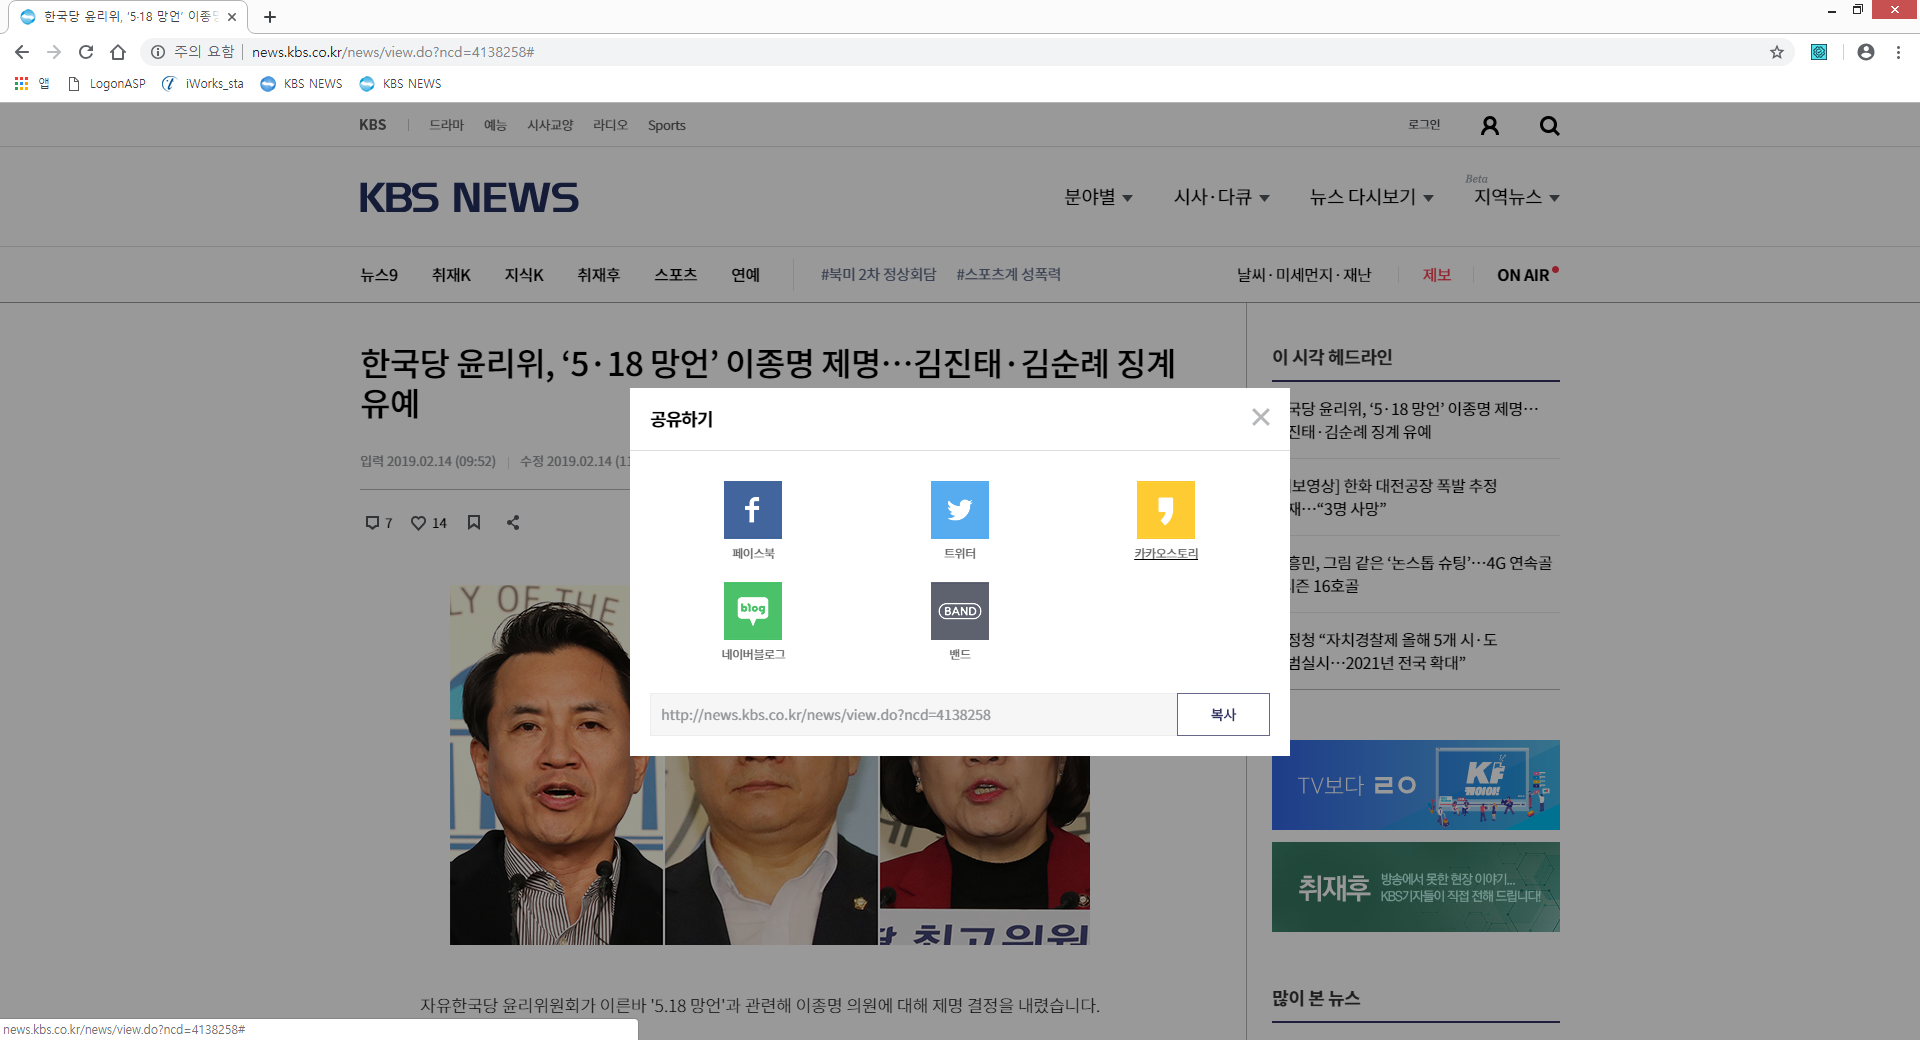 한국당 윤리위, ‘5·18 망언’ 이종명
주의 요함 news.kbs.co.kr/news/view.do?ncd=4138258#
앱 LogonASP iWorks_sta KBS NEWS KBS NEWS
KBS 드라마 예능 시사교양 라디오 Sports 로그인
Beta
KBS NEWS 분야별 시사·다큐 뉴스 다시보기 지역뉴스
뉴스9 취재K 지식K 취재후 스포츠 연예 #북미 2차 정상회담 #스포츠계 성폭력 날씨·미세먼지·재난 제보 ON AIR
한국당 윤리위, ‘5·18 망언’ 이종명 제명…김진태·김순례 징계
유예
입력 2019.02.14 (09:52) 수정 2019.02.14 (11
7 14
LY OF THE
공유하기
페이스북 트위터 카카오스토리
blog BAND
네이버블로그 밴드
http://news.kbs.co.kr/news/view.do?ncd=4138258 복사
최고위원
자유한국당 윤리위원회가 이른바 '5.18 망언'과 관련해 이종명 의원에 대해 제명 결정을 내렸습니다.
이 시각 헤드라인
국당 윤리위, ‘5·18 망언’ 이종명 제명…
진태·김순례 징계 유예
보영상] 한화 대전공장 폭발 추정
재…“3명 사망”
흥민, 그림 같은 ‘논스톱 슈팅’…4G 연속골
즌 16호골
정청 “자치경찰제 올해 5개 시·도
범실시…2021년 전국 확대”
TV보다 ㄹㅇ KF 케이야!
취재후 방송에서 못한 현장 이야기...
KBS기자들이 직접 전해 드립니다!
많이 본 뉴스
news.kbs.co.kr/news/view.do?ncd=4138258#